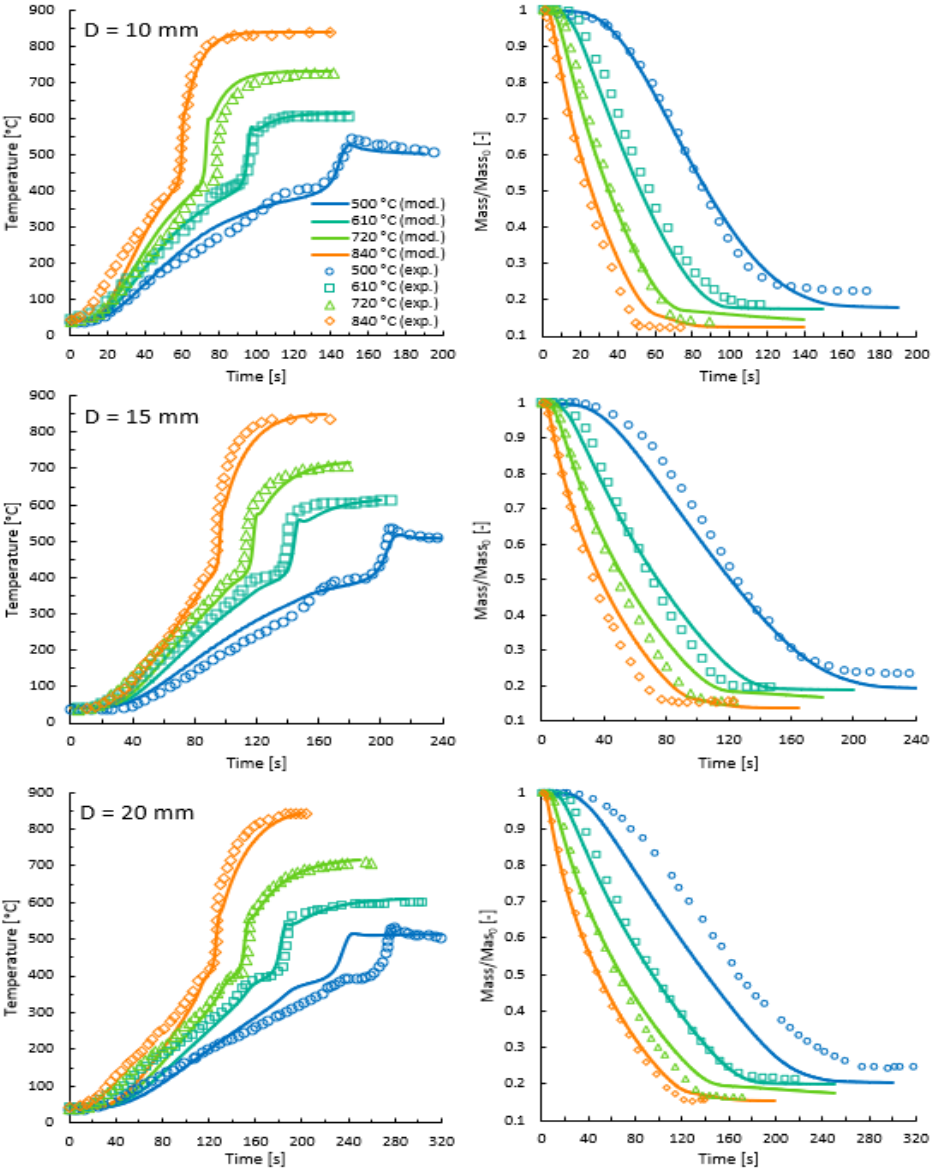 D = 10 mm
Temperature [°C]
900
800
700
600
500
400
300
200
100
0
0 20 40 60 80 100 120 140 160 180 200
Time [s]
500 °C (mod.)
610 °C (mod.)
720 °C (mod.)
840 °C (mod.)
500 °C (exp.)
610 °C (exp.)
720 °C (exp.)
840 °C (exp.)
Mass/Mass0 [-]
1
0.9
0.8
0.7
0.6
0.5
0.4
0.3
0.2
0.1
0 20 40 60 80 100 120 140 160 180 200
Time [s]
D = 15 mm
Temperature [°C]
900
800
700
600
500
400
300
200
100
0
0 40 80 120 160 200 240
Time [s]
Mass/Mass0 [-]
1
0.9
0.8
0.7
0.6
0.5
0.4
0.3
0.2
0.1
0 40 80 120 160 200 240
Time [s]
D = 20 mm
Temperature [°C]
900
800
700
600
500
400
300
200
100
0
0 40 80 120 160 200 240 280 320
Time [s]
Mass/Mas0 [-]
1
0.9
0.8
0.7
0.6
0.5
0.4
0.3
0.2
0.1
0 40 80 120 160 200 240 280 320
Time [s]